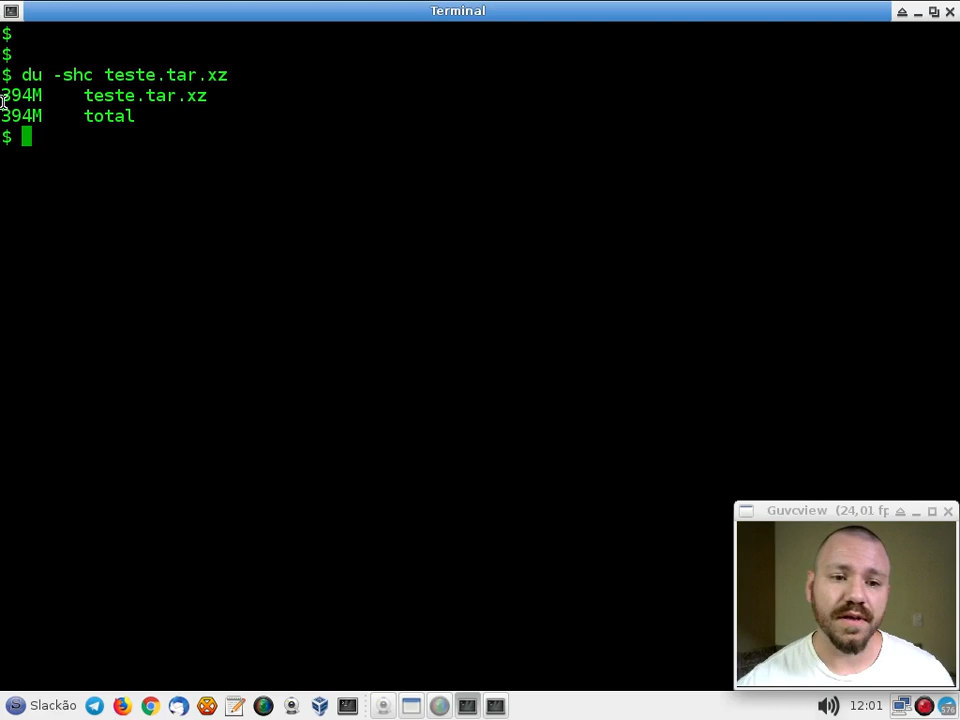 Terminal
$
$
$ du -shc teste.tar.xz
394M teste.tar.xz
394M total
$
Guvcview (24,01 fp
Slackão
12:01
576